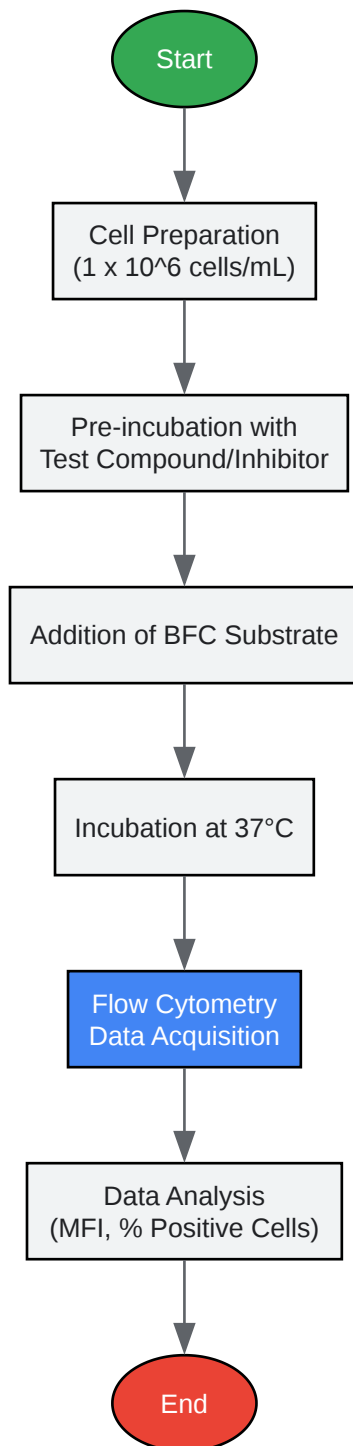 Start
Cell Preparation
(1 x 10^6 cells/mL)
Pre-incubation with
Test Compound/Inhibitor
Addition of BFC Substrate
Incubation at 37°C
Flow Cytometry
Data Acquisition
Data Analysis
(MFI, % Positive Cells)
End